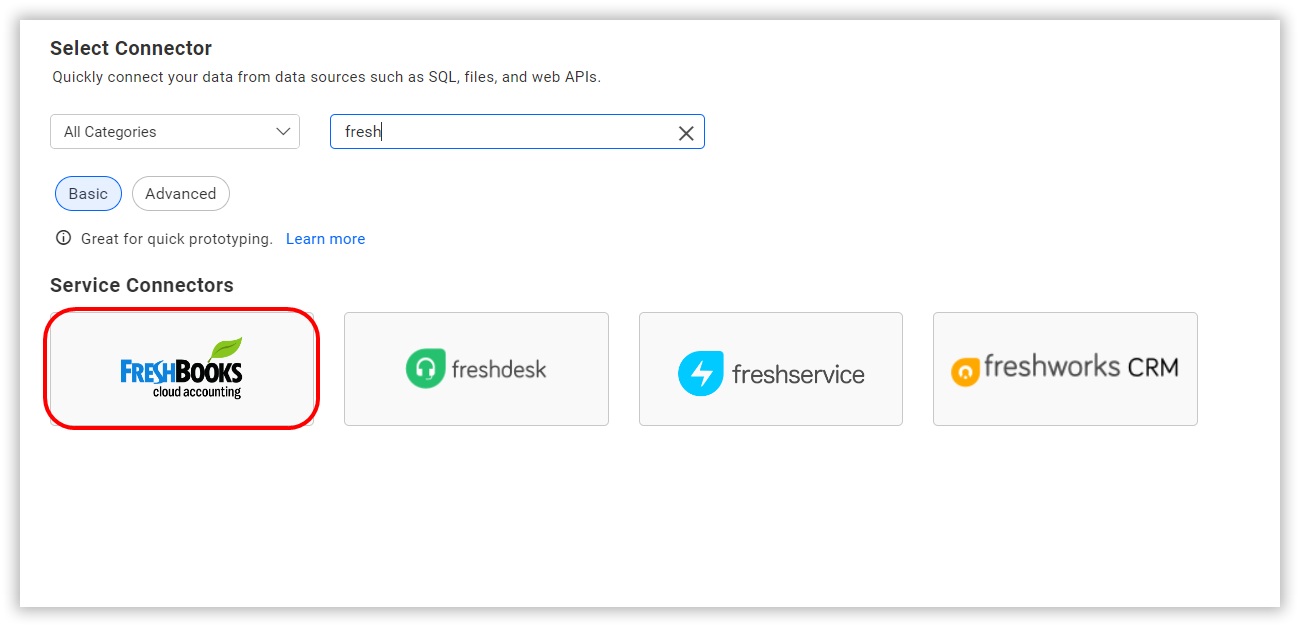 Select Connector
Quickly connect your data from data sources such as SQL, files, and web APIs.
All Categories
fresh
Basic
Advanced
Great for quick prototyping. Learn more
Service Connectors
FRESHBOOKS
cloud accounting
freshdesk
freshservice
freshworks CRM